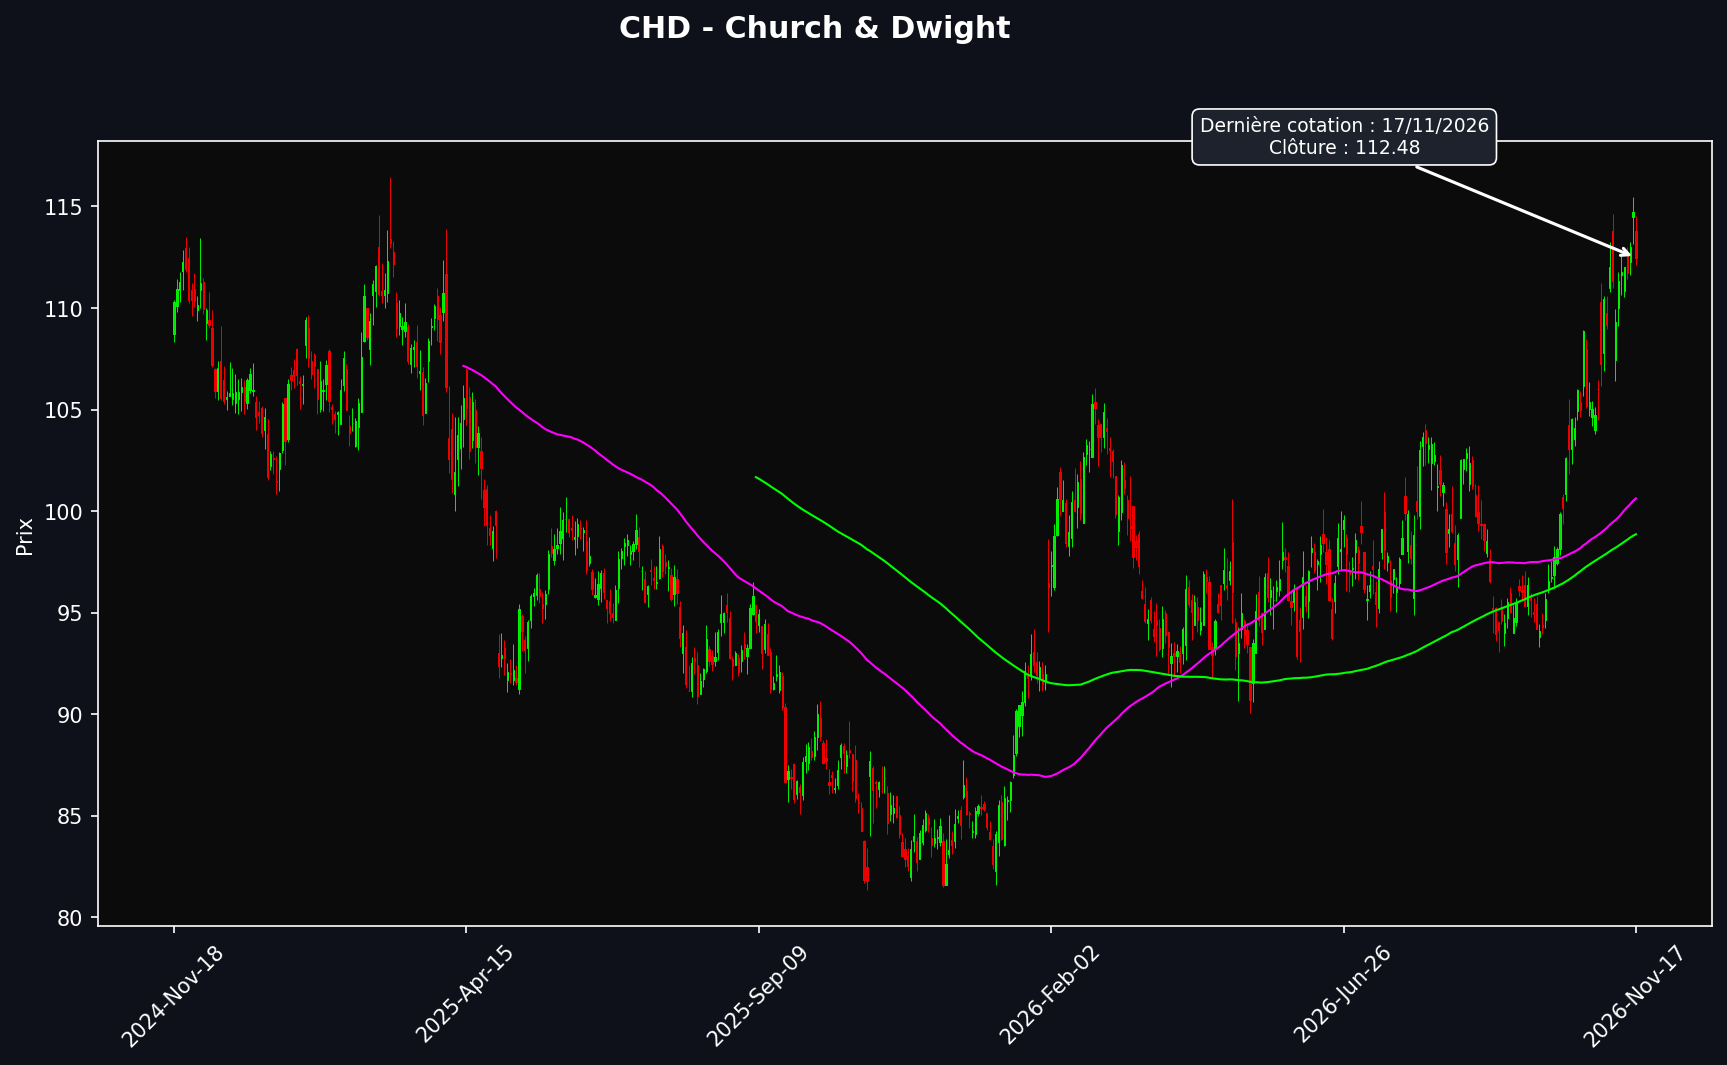 CHD - Church & Dwight
Dernière cotation : 17/11/2026
Clôture : 112.48
Prix
115
110
105
100
95
90
85
80
2024-Nov-18
2025-Apr-15
2025-Sep-09
2026-Feb-02
2026-Jun-26
2026-Nov-17